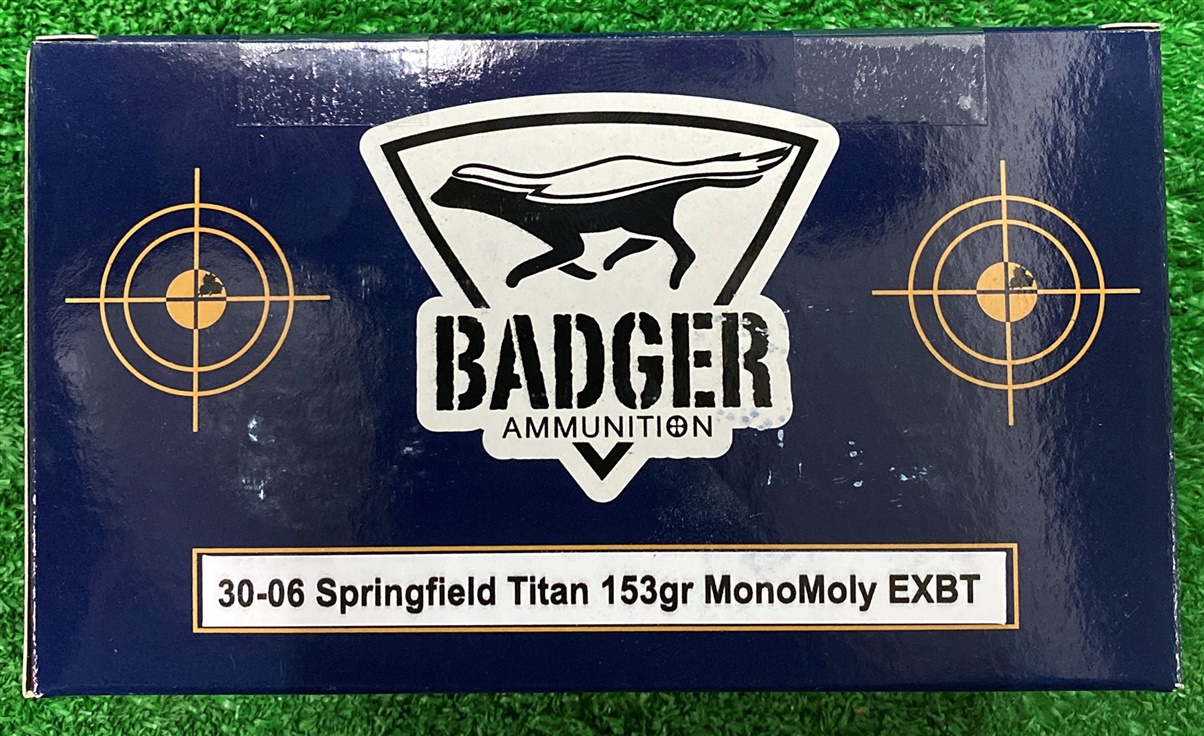 BADGER
AMMUNITION
30-06 Springfield Titan 153gr MonoMoly EXBT